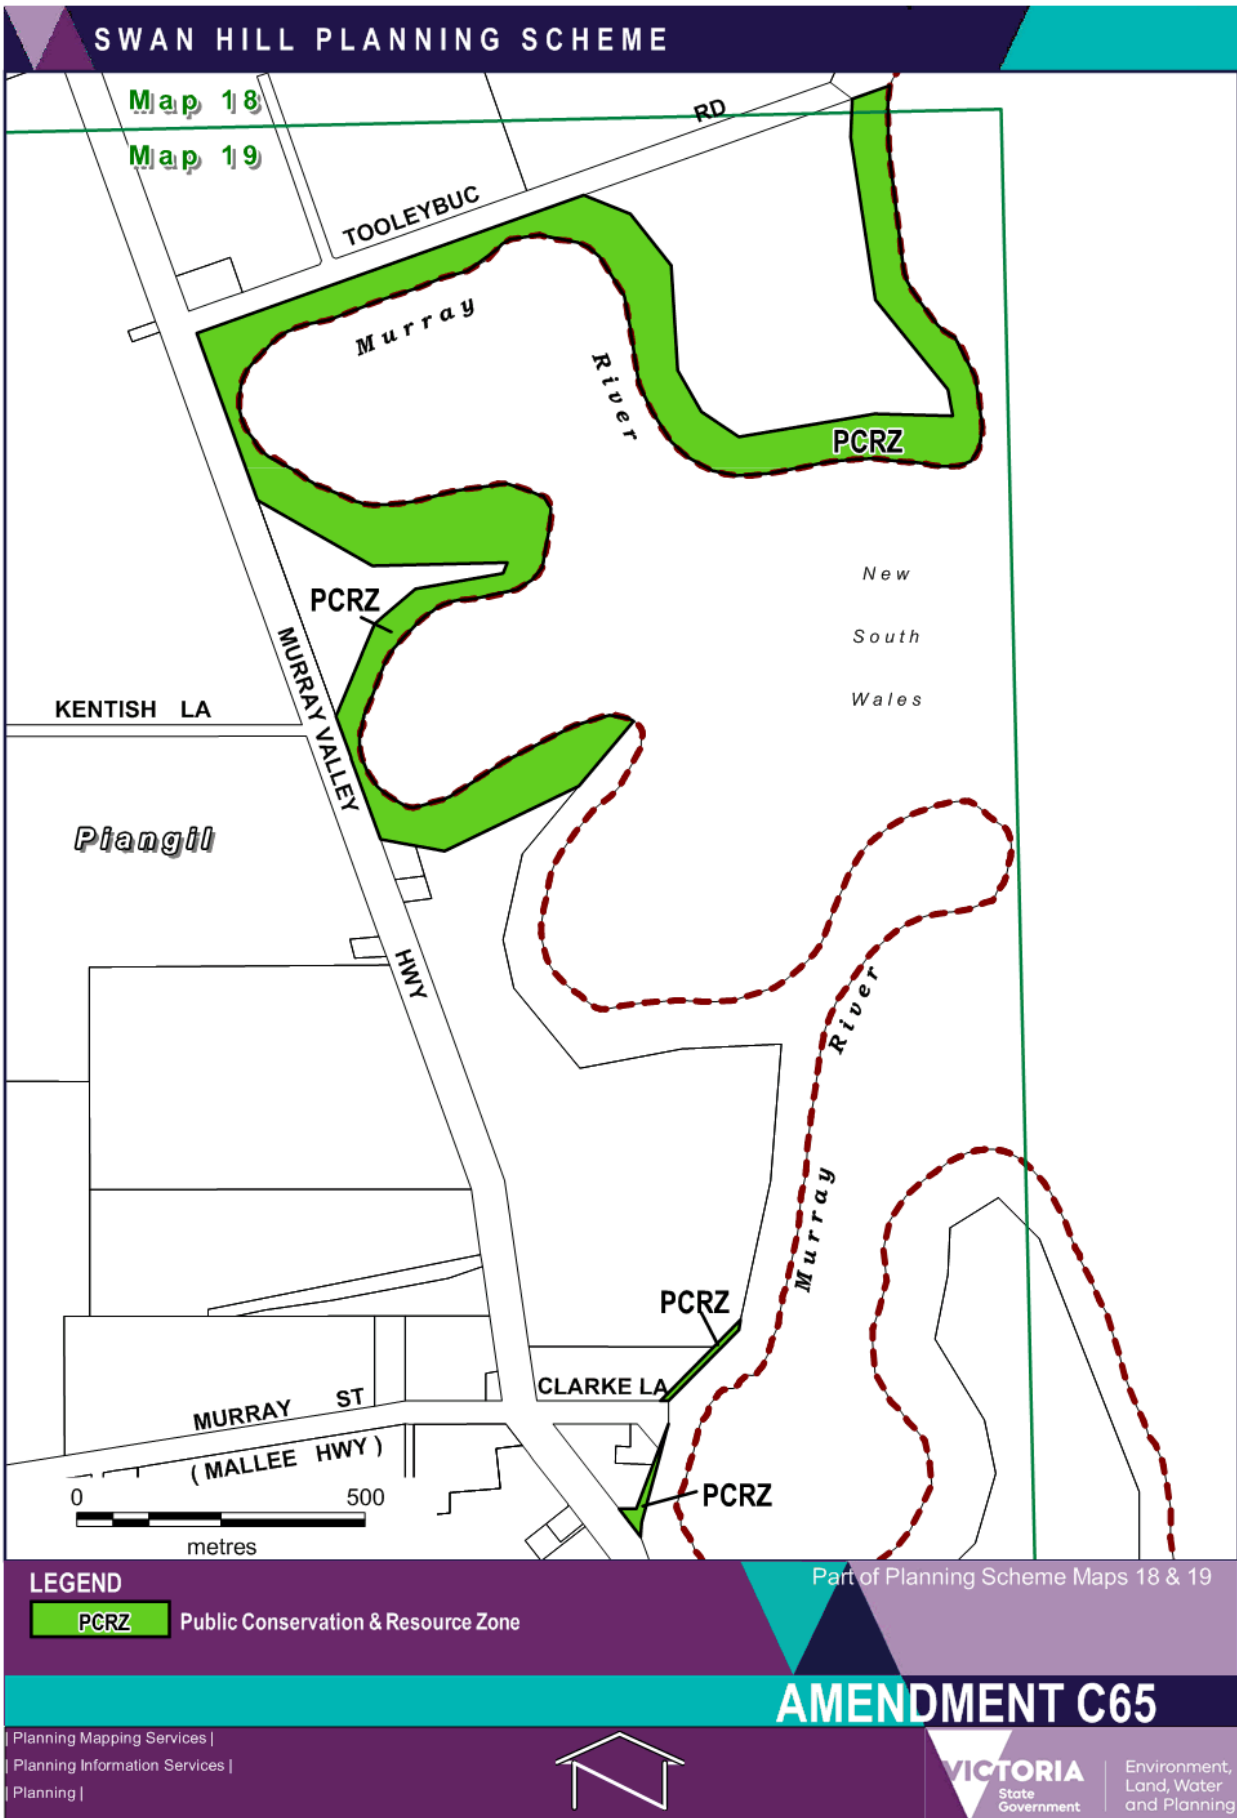 SWAN HILL PLANNING SCHEME
Map 18
Map 19
TOOLEYBUC RD
Murray
River
PCRZ
New
South
Wales
PCRZ
MURRAY VALLEY
HWY
KENTISH LA
Piangil
River
Murray
PCRZ
CLARKE LA
MURRAY ST
( MALLEE HWY )
PCRZ
0 500
metres
LEGEND
PCRZ Public Conservation & Resource Zone
Part of Planning Scheme Maps 18 & 19
AMENDMENT C65
| Planning Mapping Services |
| Planning Information Services |
| Planning |
VICTORIA
State
Government
Environment,
Land, Water
and Planning